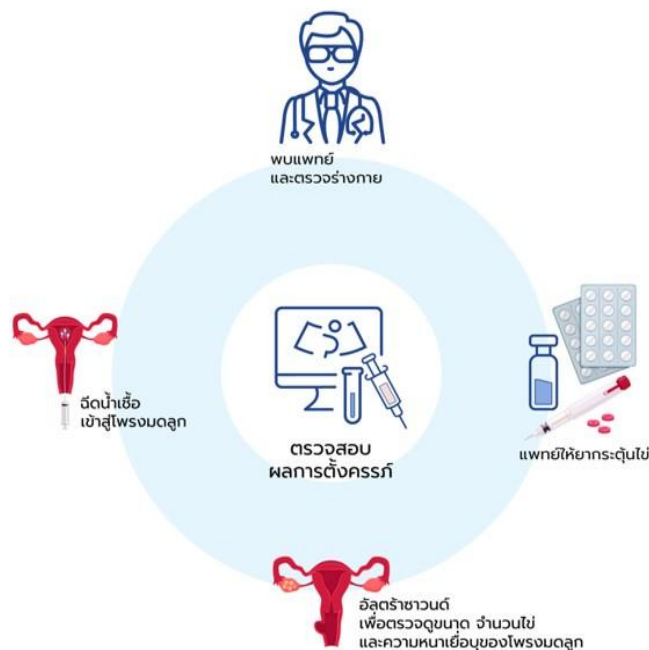 พบแพทย์
และตรวจร่างกาย
แพทย์ให้ยากระตุ้นไข่
อัลตร้าซาวนด์
เพื่อตรวจดูขนาด จำนวนไข่
และความหนาเยื่อบุของโพรงมดลูก
ฉีดน้ำเชื้อ
เข้าสู่โพรงมดลูก
ตรวจสอบ
ผลการตั้งครรภ์